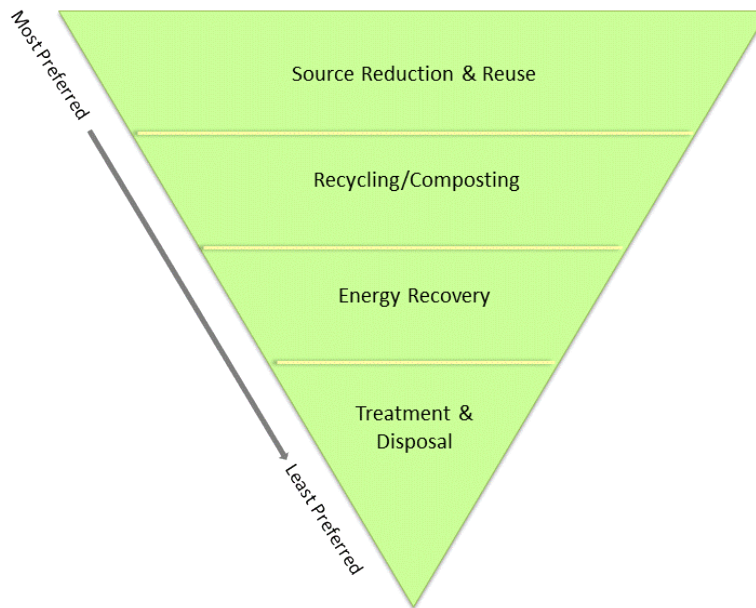 Most Preferred
Source Reduction & Reuse
Recycling/Composting
Energy Recovery
Treatment &
Disposal
Least Preferred